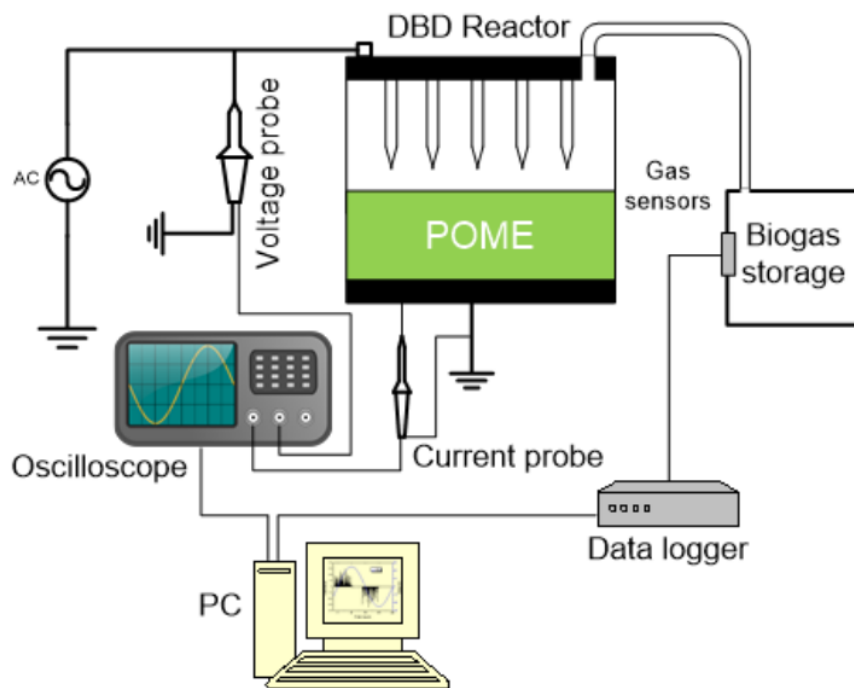 DBD Reactor
AC
Voltage probe
Gas
sensors
POME
Biogas
storage
Oscilloscope
Current probe
Data logger
PC